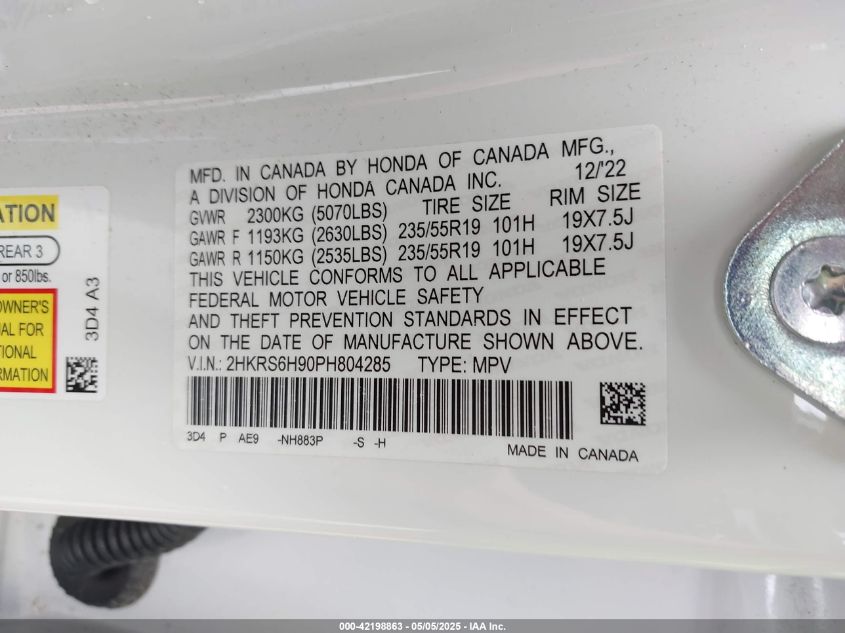 ATION
REAR 3
or 850lbs.
OWNER'S
AL FOR
TIONAL
RMATION
3D4 A3
MFD. IN CANADA BY HONDA OF CANADA MFG.,
A DIVISION OF HONDA CANADA INC. 12/'22
GVWR 2300KG (5070LBS) TIRE SIZE RIM SIZE
GAWR F 1193KG (2630LBS) 235/55R19 101H 19X7.5J
GAWR R 1150KG (2535LBS) 235/55R19 101H 19X7.5J
THIS VEHICLE CONFORMS TO ALL APPLICABLE
FEDERAL MOTOR VEHICLE SAFETY
AND THEFT PREVENTION STANDARDS IN EFFECT
ON THE DATE OF MANUFACTURE SHOWN ABOVE.
V.I.N.: 2HKRS6H90PH804285 TYPE: MPV
3D4 P AE9 -NH883P -S -H
MADE IN CANADA
000-42198863 - 05/05/2025 - IAA Inc.